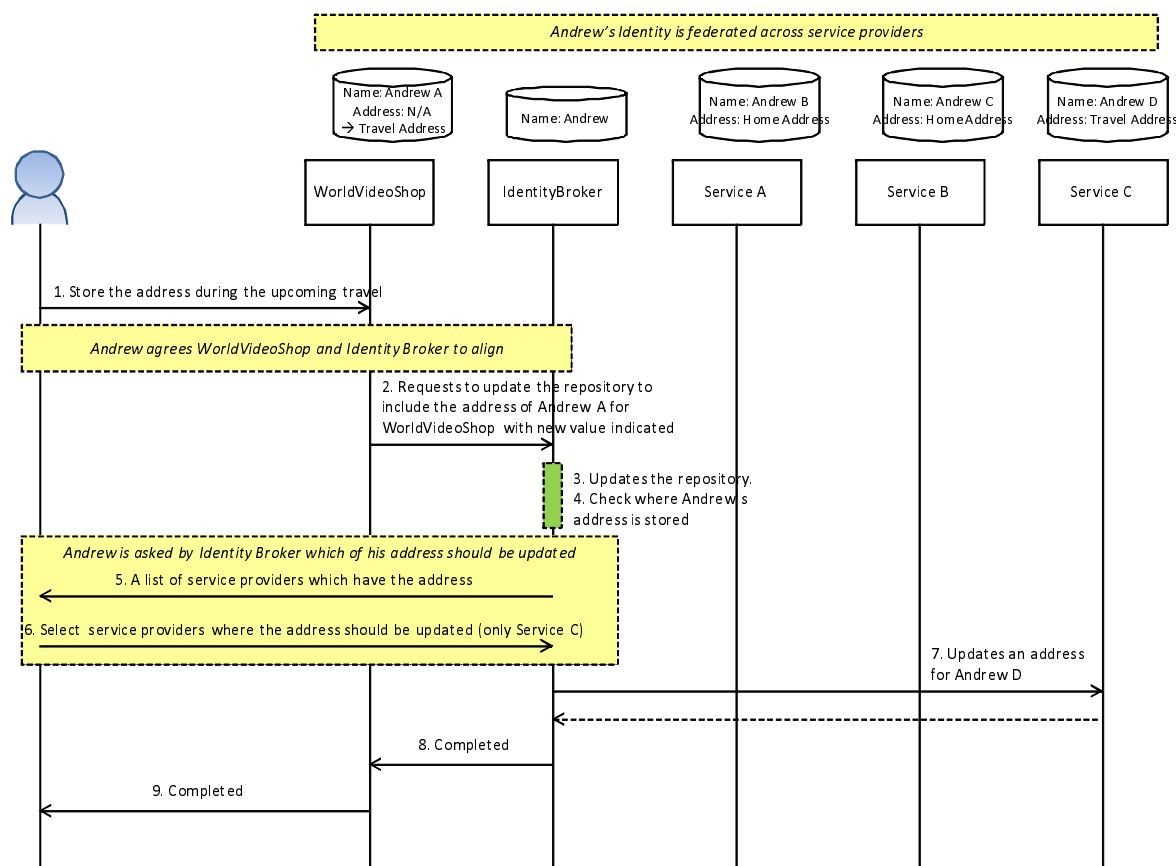 Andrew's Identity is federated across service providers
Name: Andrew A
Address: N/A
→ Travel Address
Name: Andrew
Name: Andrew B
Address: Home Address
Name: Andrew C
Address: Home Address
Name: Andrew D
Address: Travel Address
WorldVideoShop
IdentityBroker
Service A
Service B
Service C
1. Store the address during the upcoming travel
Andrew agrees WorldVideoShop and Identity Broker to align
2. Requests to update the repository to
include the address of Andrew A for
WorldVideoShop with new value indicated
3. Updates the repository.
4. Check where Andrew's
address is stored
Andrew is asked by Identity Broker which of his address should be updated
5. A list of service providers which have the address
6. Select service providers where the address should be updated (only Service C)
7. Updates an address
for Andrew D
8. Completed
9. Completed